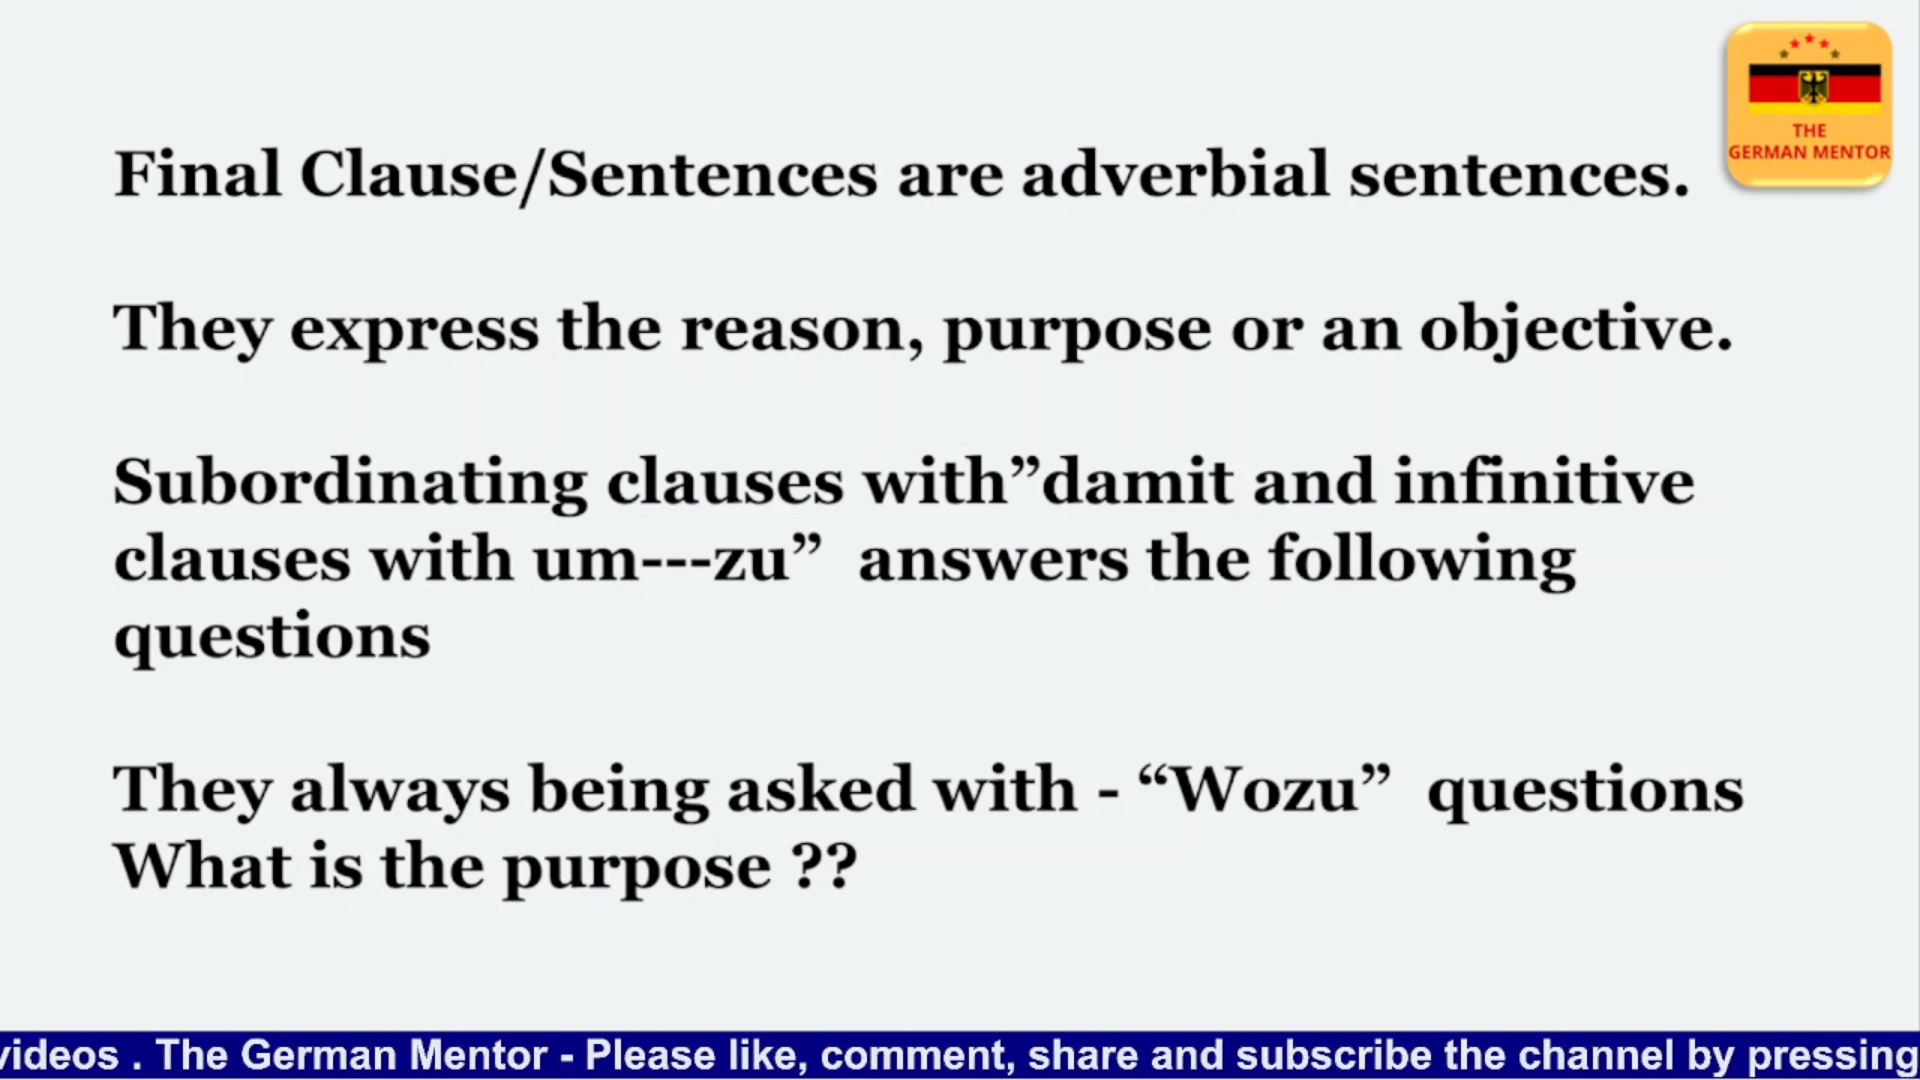 THE
GERMAN MENTOR
Final Clause/Sentences are adverbial sentences.
They express the reason, purpose or an objective.
Subordinating clauses with”damit and infinitive
clauses with um---zu” answers the following
questions
They always being asked with - “Wozu” questions
What is the purpose ??
videos . The German Mentor - Please like, comment, share and subscribe the channel by pressing